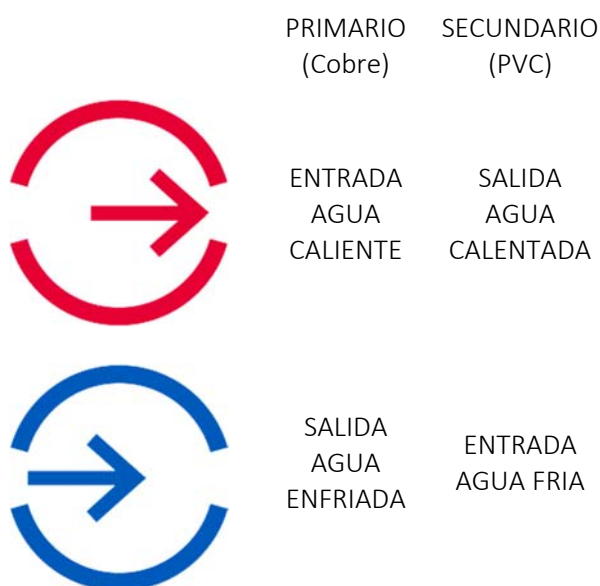 PRIMARIO SECUNDARIO
(Cobre) (PVC)
ENTRADA
AGUA
CALIENTE
SALIDA
AGUA
CALENTADA
SALIDA
AGUA
ENFRIADA
ENTRADA
AGUA FRIA